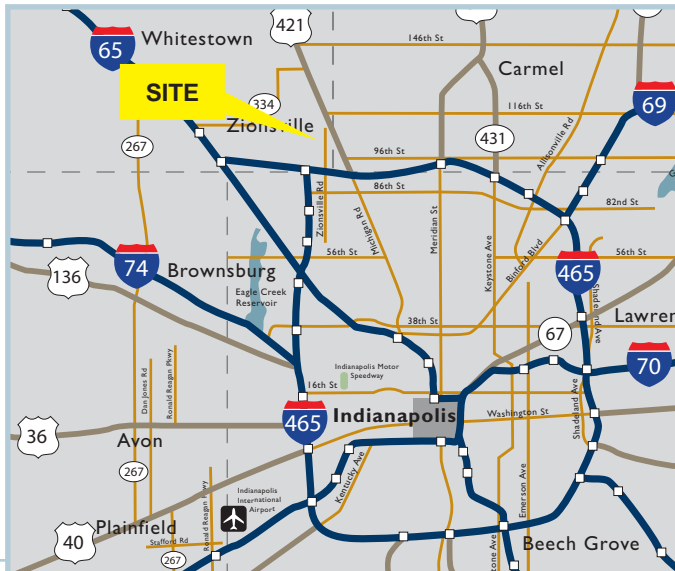 421
65
Whitestown
146th St
Carmel
SITE
334
Zionsville
116th St
69
267
431
Allisonville Rd
96th St
86th St
82nd St
Zionsville Rd
Michigan Rd
Meridian St
Keystone Ave
Binford Blvd
56th St
56th St
74
Brownsburg
136
Eagle Creek
Reservoir
465
Shadeland Ave
38th St
67
Lawren
70
Indianapolis Motor
Speedway
16th St
Dan Jones Rd
Ronald Reagan Pkwy
465
Indianapolis
Washington St
Shadeland Ave
36
Avon
267
Kentucky Ave
Emerson Ave
Ronald Reagan Pkwy
Indianapolis
International
Airport
40
Plainfield
Stafford Rd
267
stone Ave
Beech Grove